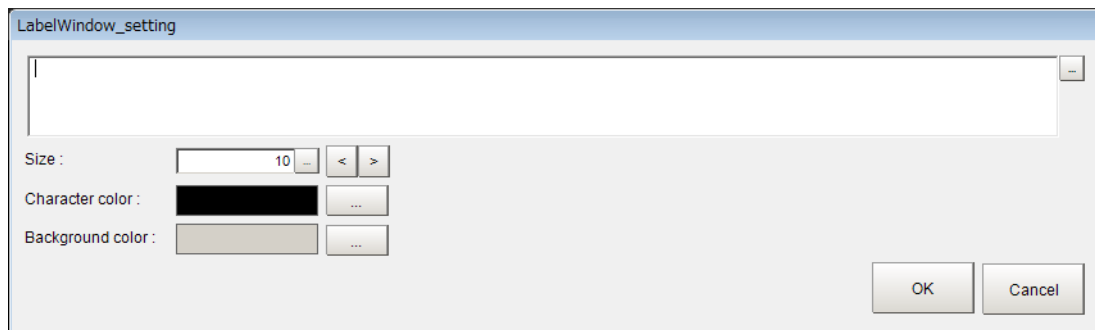 LabelWindow_setting
...
Size : 10 ... < >
Character color : ...
Background color : ...
OK Cancel